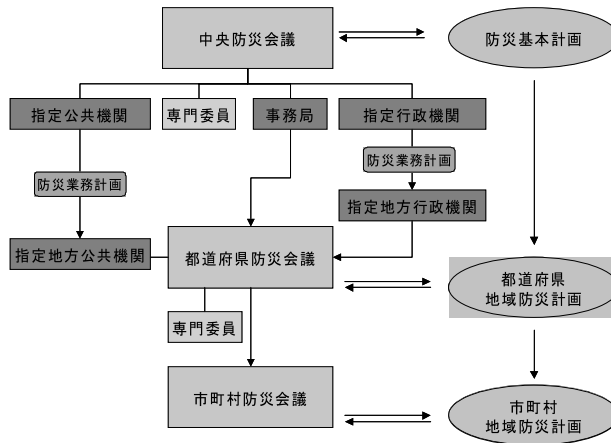 中央防災会議
防災基本計画
指定公共機関
専門委員
事務局
指定行政機関
防災業務計画
防災業務計画
指定地方行政機関
指定地方公共機関
都道府県防災会議
都道府県
地域防災計画
専門委員
市町村防災会議
市町村
地域防災計画